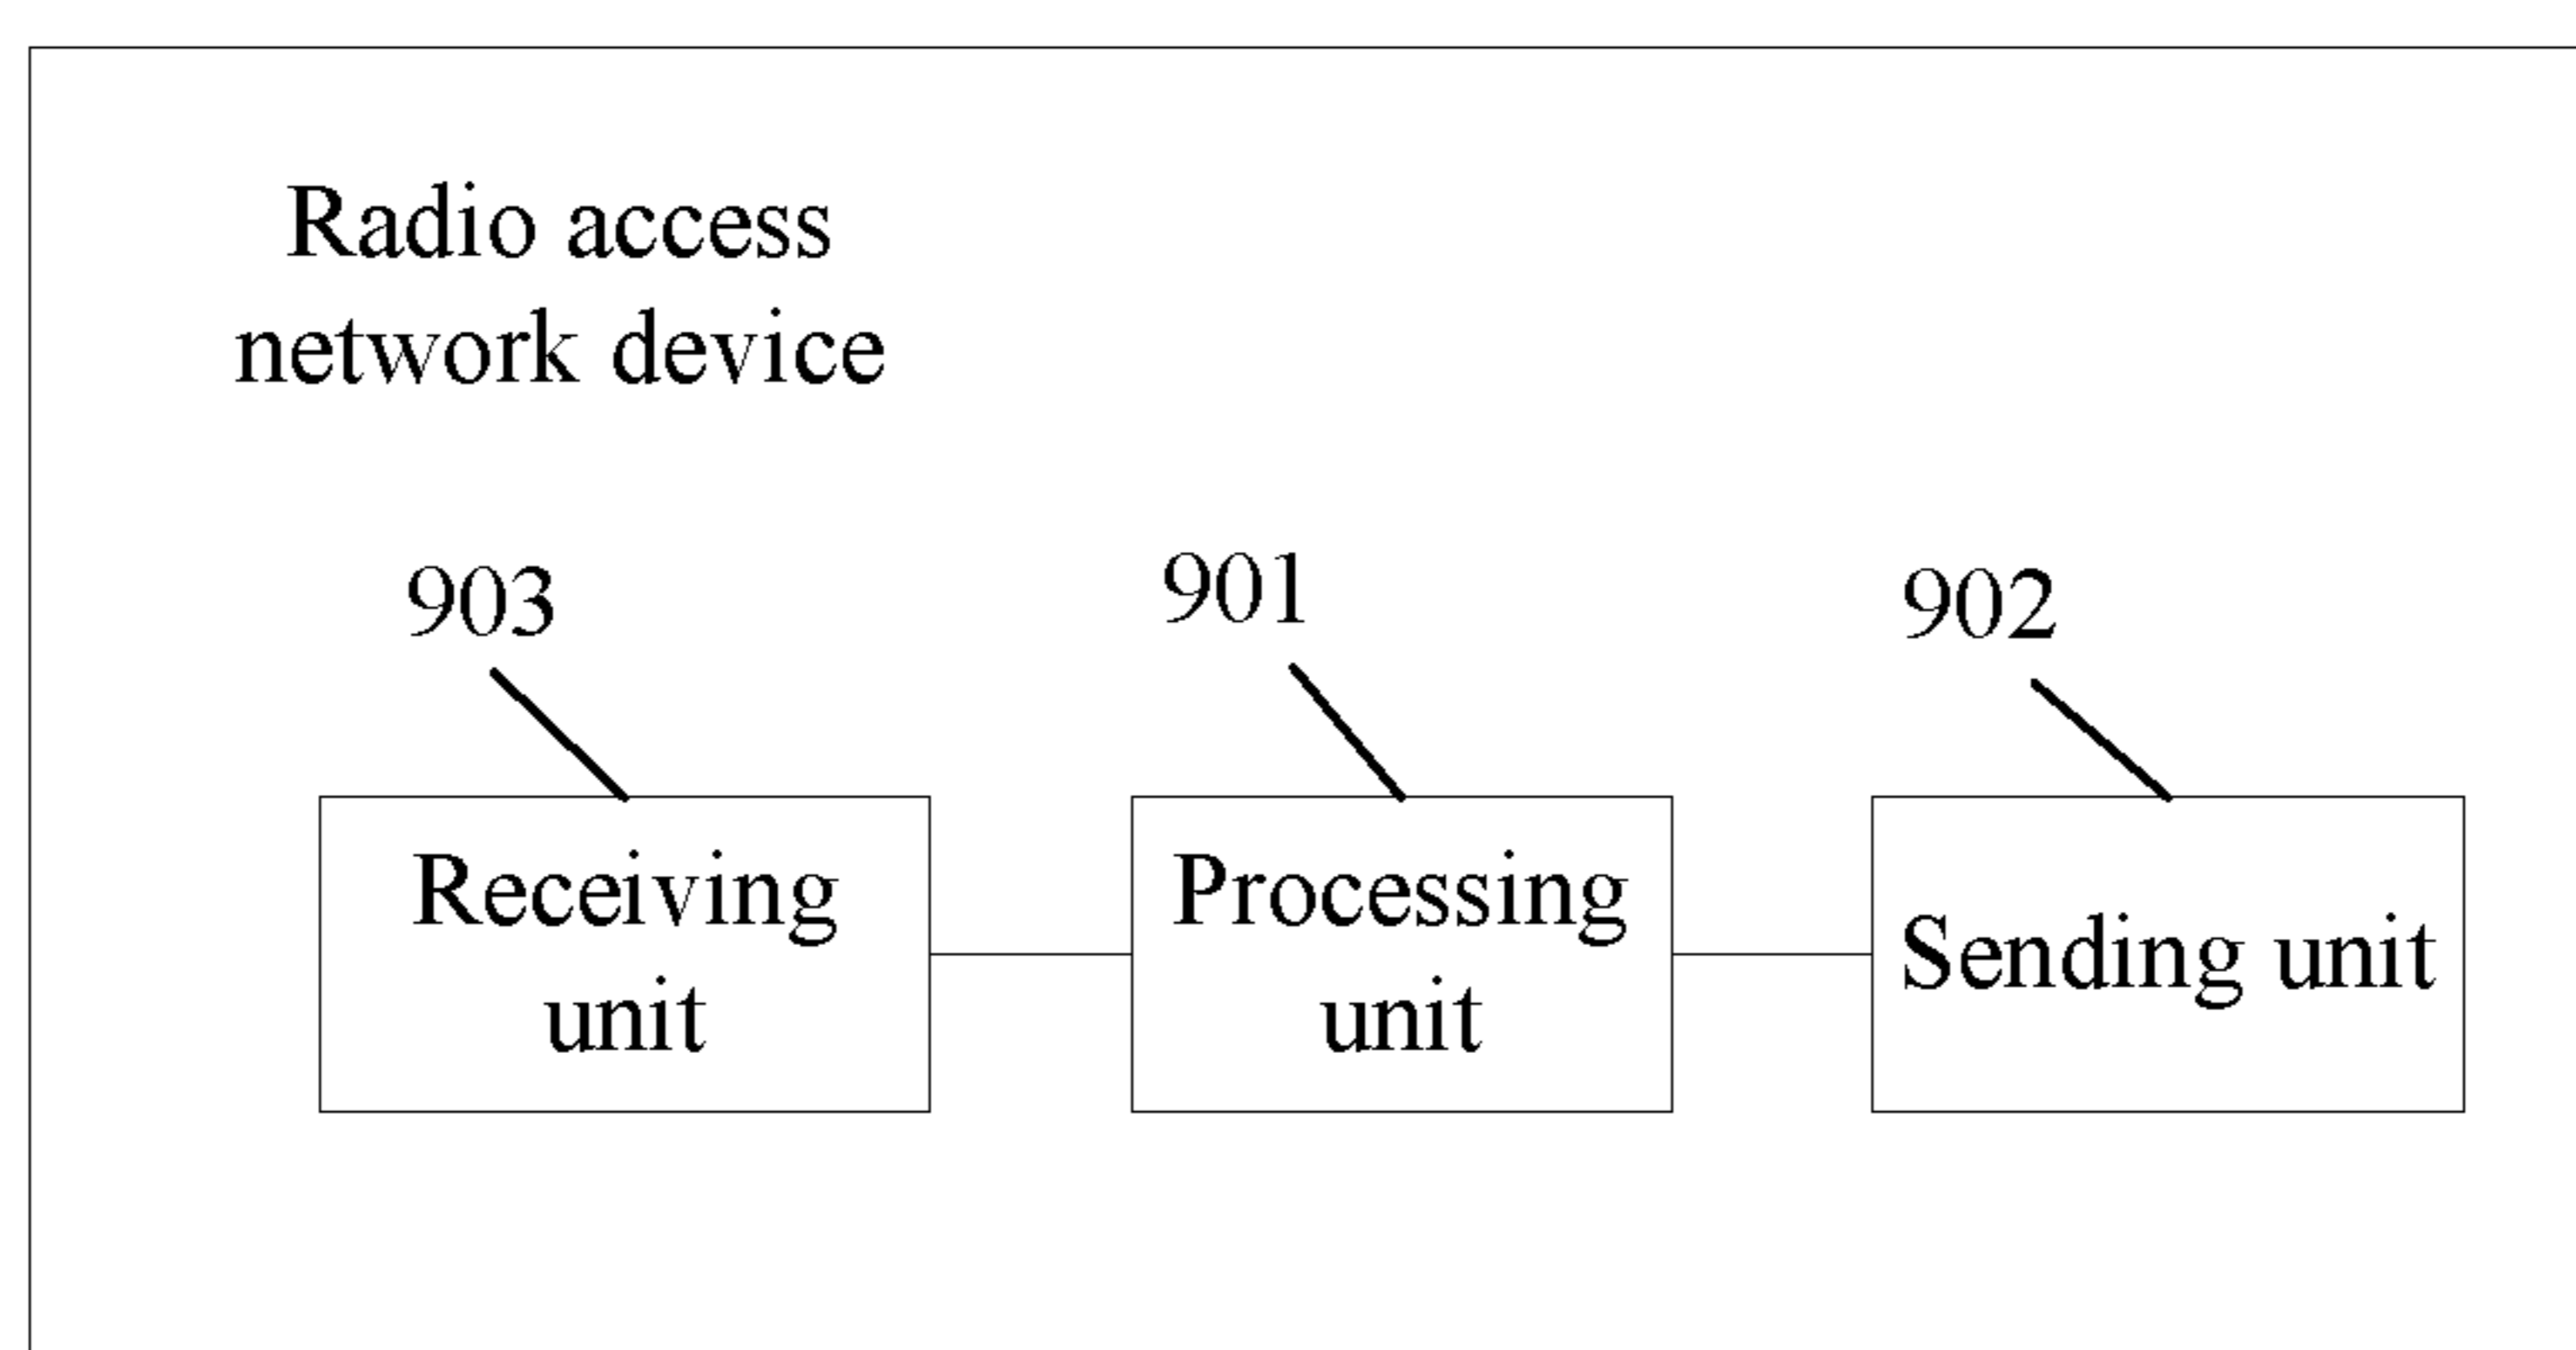 Radio access
network device
903
901
902
Receiving
unit
Processing
unit
Sending unit